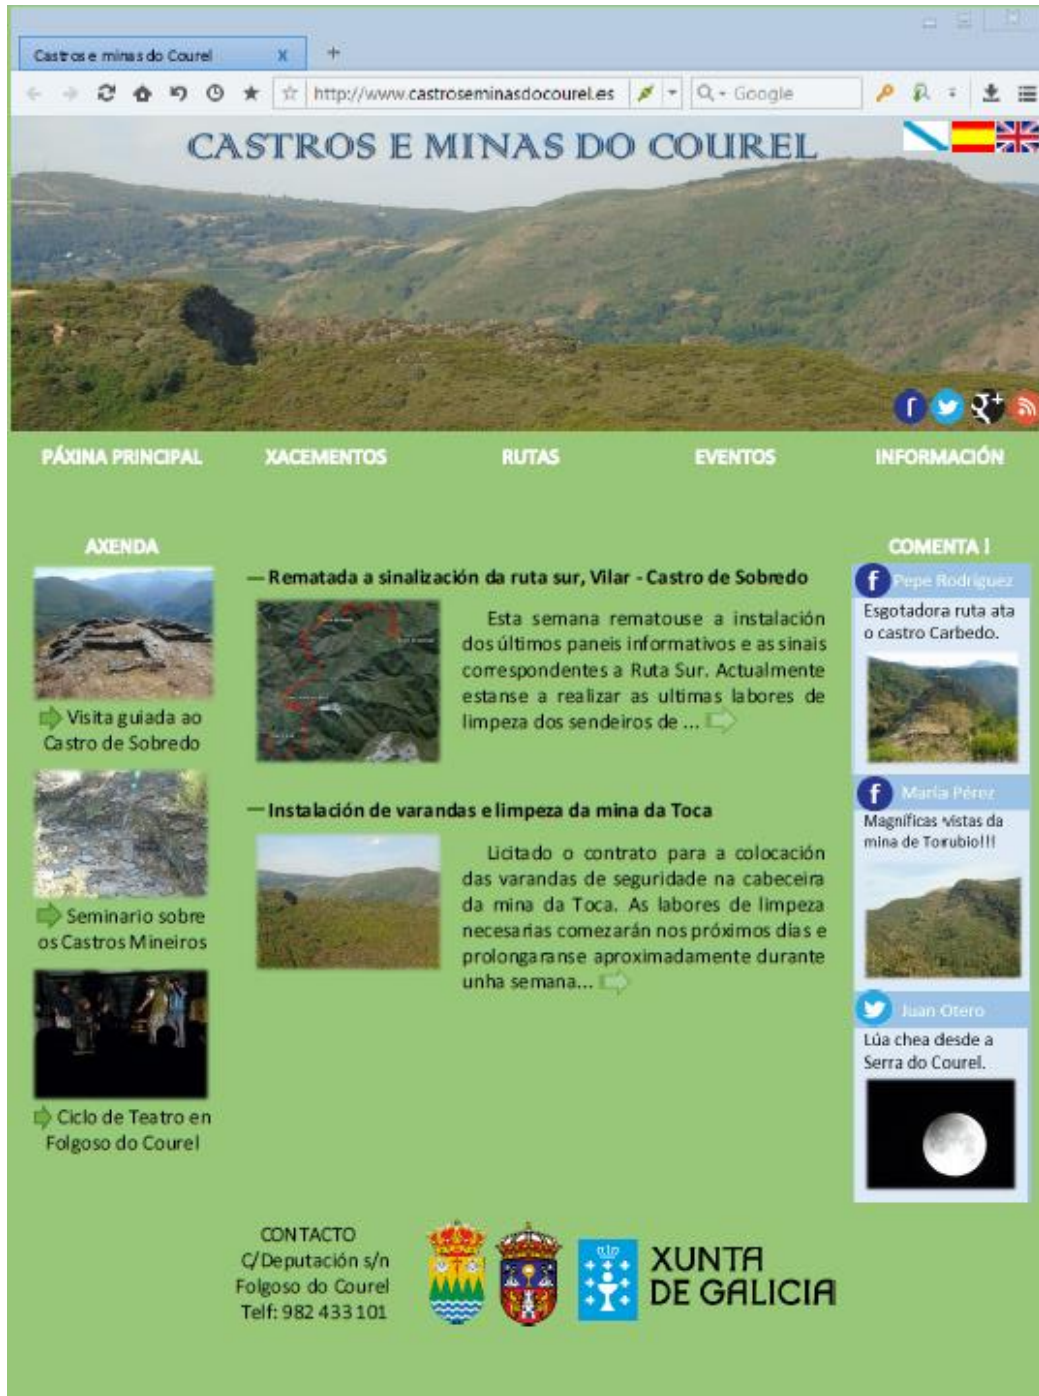 Castros e minas do Courel
http://www.castroseminasdocourel.es
Google
CASTROS E MINAS DO COUREL
PÁXINA PRINCIPAL XACEMENTOS RUTAS EVENTOS INFORMACIÓN
AXENDA
Visita guiada ao
Castro de Sobredo
Seminario sobre
os Castros Mineiros
Ciclo de Teatro en
Folgoso do Courel
Rematada a sinalización da ruta sur, Vilar - Castro de Sobredo
Esta semana rematouse a instalación
dos últimos paneis informativos e as sinais
correspondentes a Ruta Sur. Actualmente
estanse a realizar as ultimas labores de
limpeza dos sendeiros de ...
Instalación de varandas e limpeza da mina da Toca
Licitado o contrato para a colocación
das varandas de seguridade na cabeceira
da mina da Toca. As labores de limpeza
necesarias comezarán nos próximos días e
prolongaranse aproximadamente durante
unha semana...
COMENTA !
Pepe Rodríguez
Esgotadora ruta ata
o castro Carbedo.
María Pérez
Magníficas vistas da
mina de Torrubio!!!
Juan Otero
Lúa chea desde a
Serra do Courel.
CONTACTO
C/Deputación s/n
Folgoso do Courel
Telf: 982 433 101
XUNTA
DE GALICIA